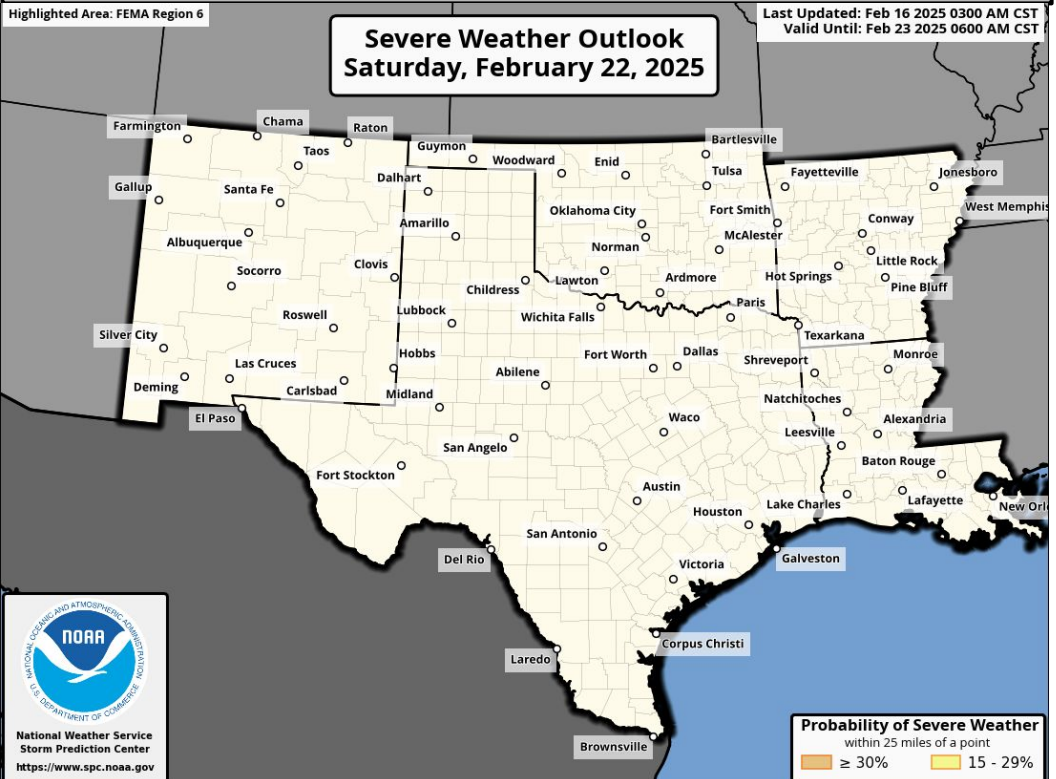 Highlighted Area: FEMA Region 6
Severe Weather Outlook
Saturday, February 22, 2025
Last Updated: Feb 16 2025 0300 AM CST
Valid Until: Feb 23 2025 0600 AM CST
Farmington
Chama
Raton
Taos
Guymon
Woodward
Enid
Bartlesville
Tulsa
Fayetteville
Jonesboro
Gallup
Santa Fe
Dalhart
Oklahoma City
Fort Smith
Conway
West Memphis
Albuquerque
Amarillo
Norman
McAlester
Little Rock
Socorro
Clovis
Childress
Lawton
Ardmore
Hot Springs
Pine Bluff
Roswell
Lubbock
Wichita Falls
Paris
Texarkana
Silver City
Las Cruces
Hobbs
Fort Worth
Dallas
Shreveport
Monroe
Deming
Carlsbad
Midland
Abilene
Natchitoches
El Paso
Waco
Leesville
Alexandria
San Angelo
Fort Stockton
Baton Rouge
Austin
Houston
Lake Charles
Lafayette
New Orl
San Antonio
Del Rio
Galveston
Victoria
Laredo
Corpus Christi
Brownsville
NATIONAL OCEANIC AND ATMOSPHERIC ADMINISTRATION
NOAA
U.S. DEPARTMENT OF COMMERCE
National Weather Service
Storm Prediction Center
https://www.spc.noaa.gov
Probability of Severe Weather
within 25 miles of a point
≥ 30%
15 - 29%